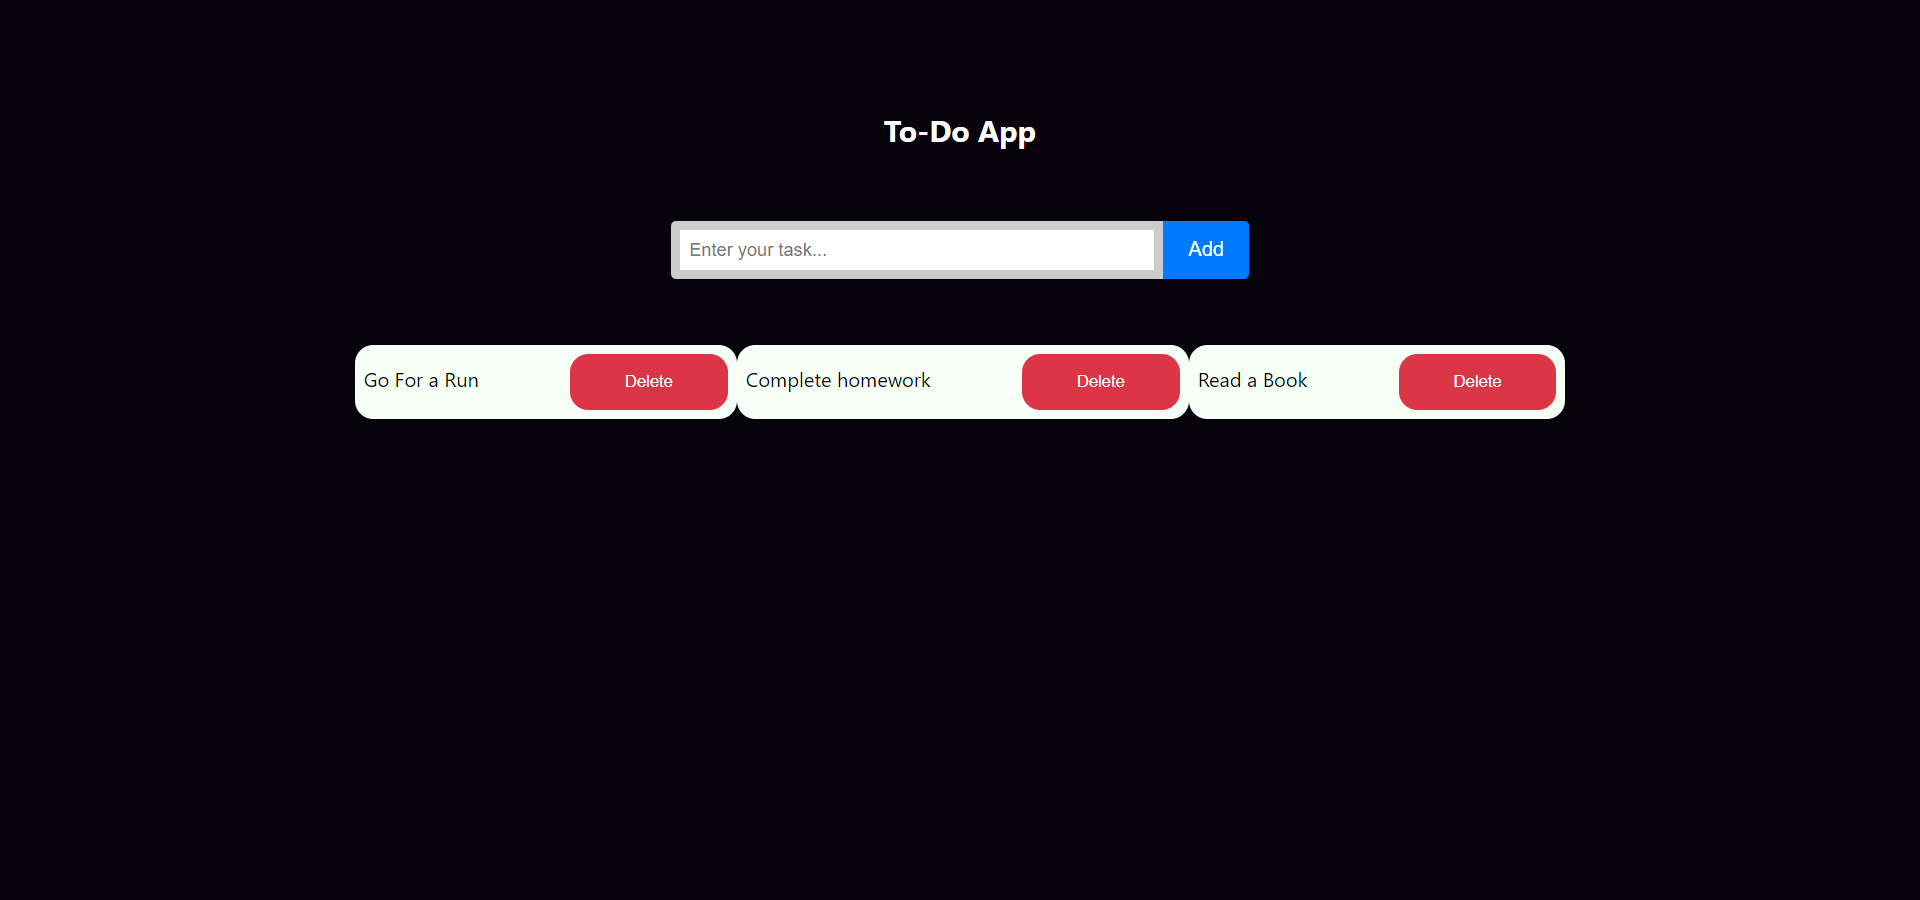 To-Do App
Enter your task...
Add
Go For a Run
Delete
Complete homework
Delete
Read a Book
Delete